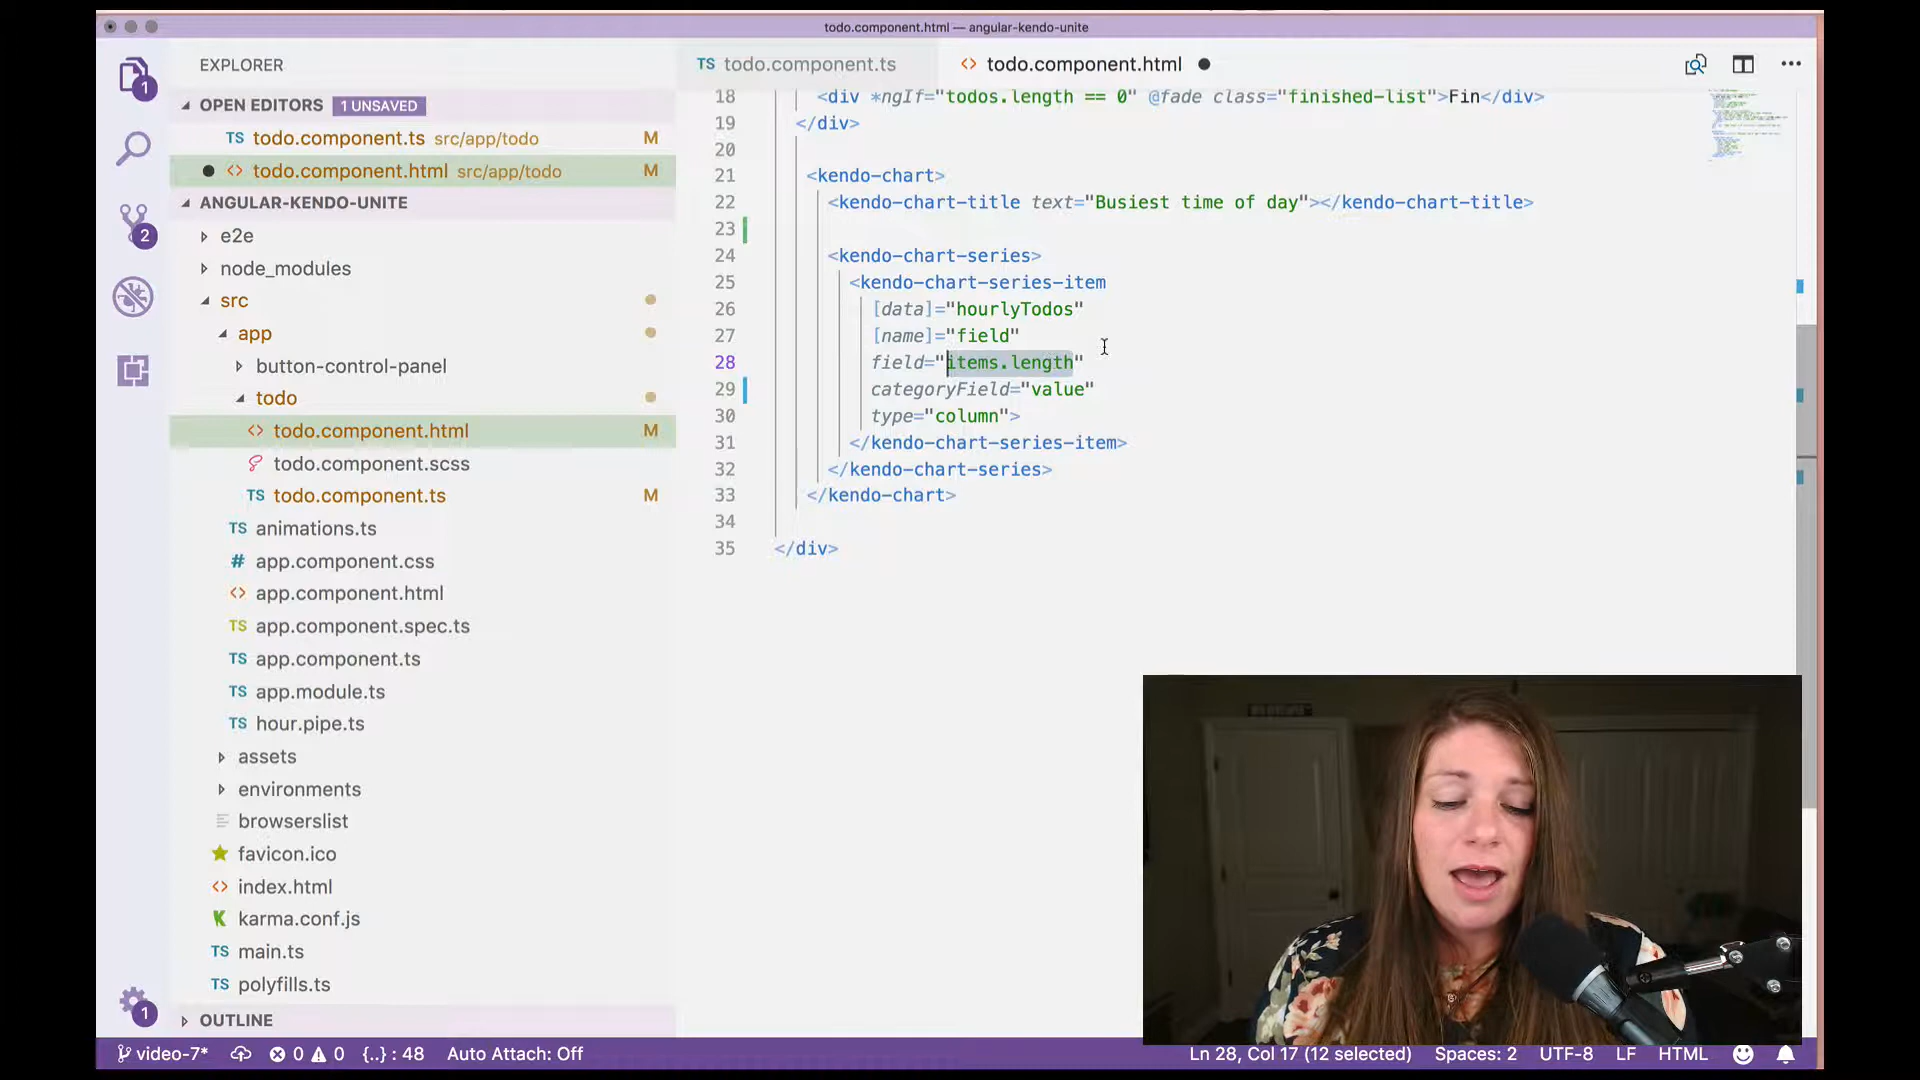 todo.component.html — angular-kendo-unite
EXPLORER
OPEN EDITORS 1 UNSAVED
TS todo.component.ts src/app/todo M
<> todo.component.html src/app/todo M
ANGULAR-KENDO-UNITE
e2e
node_modules
src
app
button-control-panel
todo
<> todo.component.html M
todo.component.scss
TS todo.component.ts M
TS animations.ts
# app.component.css
<> app.component.html
TS app.component.spec.ts
TS app.component.ts
TS app.module.ts
TS hour.pipe.ts
assets
environments
browserslist
favicon.ico
<> index.html
karma.conf.js
TS main.ts
TS polyfills.ts
OUTLINE
1
2
1
TS todo.component.ts
<> todo.component.html
18 <div *ngIf="todos.length == 0" @fade class="finished-list">Fin</div>
19 </div>
20
21 <kendo-chart>
22 <kendo-chart-title text="Busiest time of day"></kendo-chart-title>
23
24 <kendo-chart-series>
25 <kendo-chart-series-item
26 [data]="hourlyTodos"
27 [name]="field"
28 field="items.length"
29 categoryField="value"
30 type="column">
31 </kendo-chart-series-item>
32 </kendo-chart-series>
33 </kendo-chart>
34
35 </div>
video-7* 0 0 {..} : 48 Auto Attach: Off Ln 28, Col 17 (12 selected) Spaces: 2 UTF-8 LF HTML